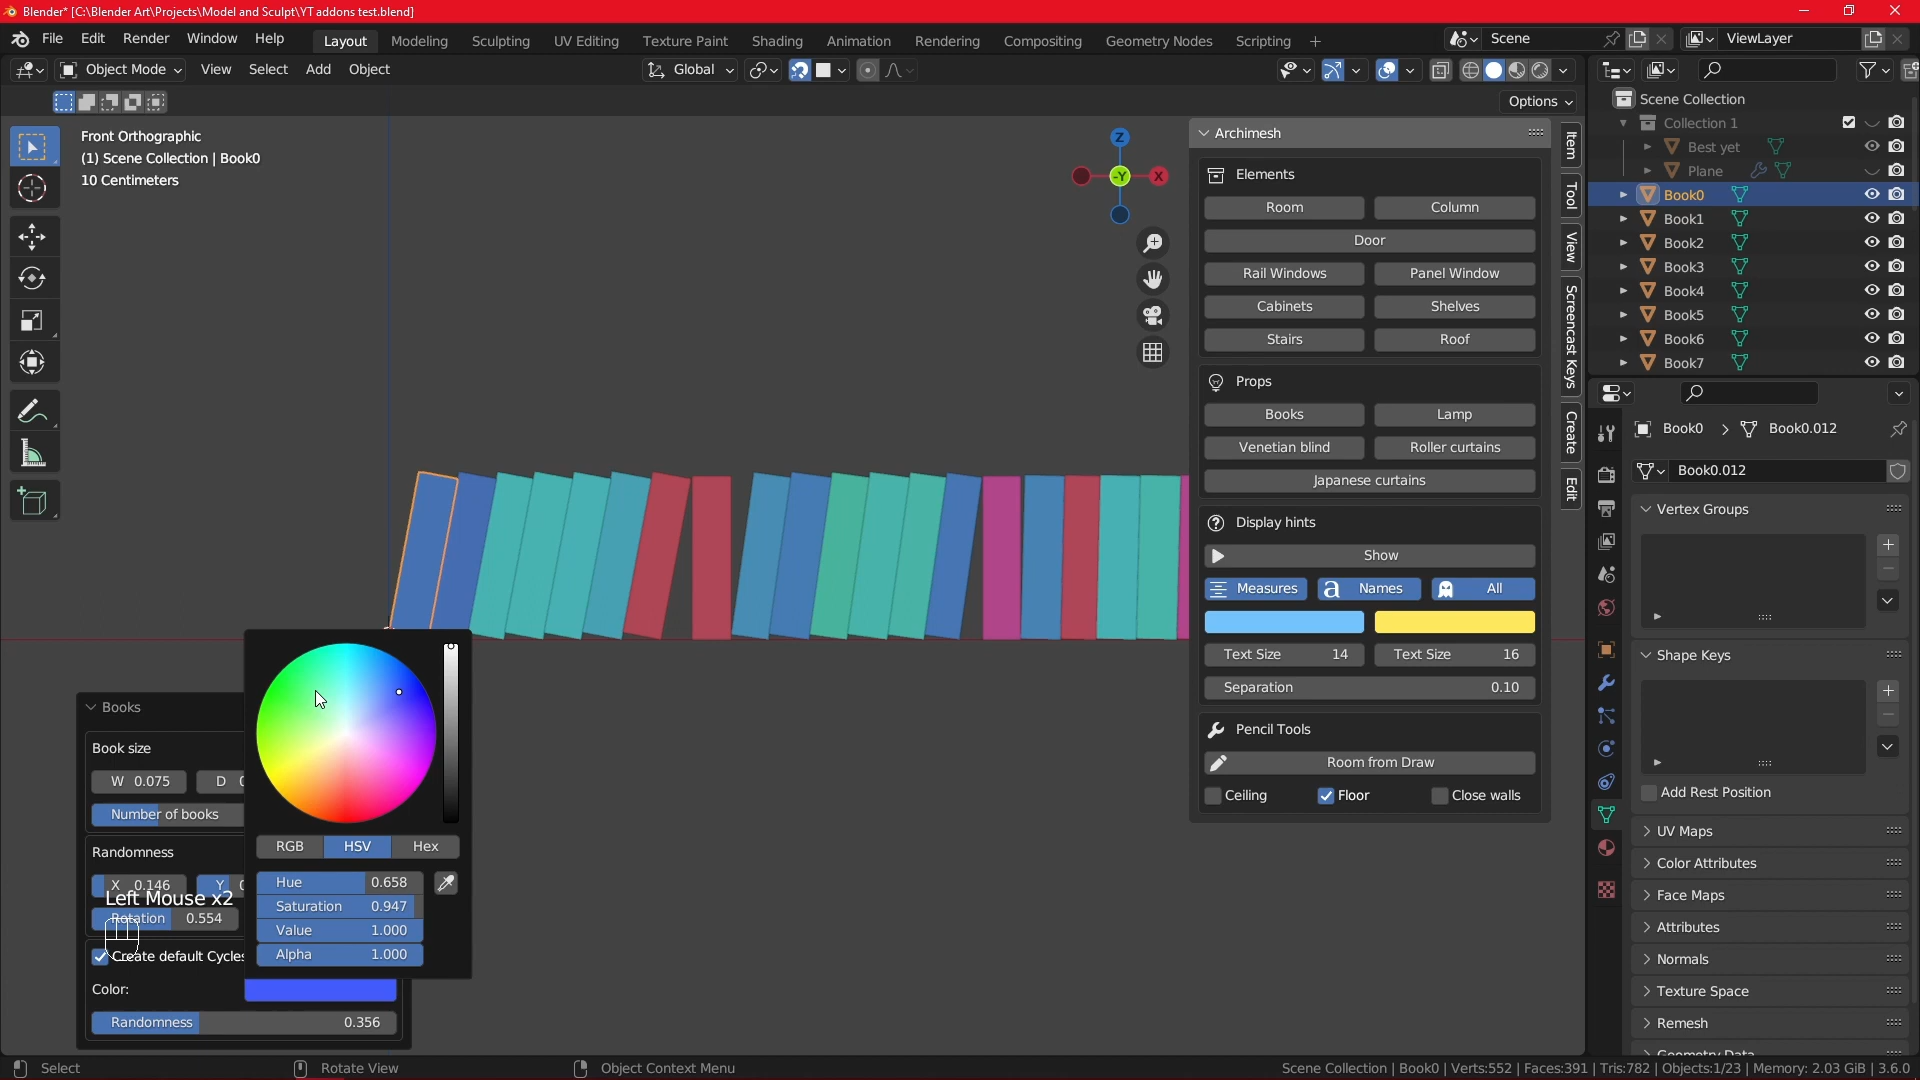 Blender* [C:\Blender Art\Projects\Model and Sculpt\YT addons test.blend]
File Edit Render Window Help Layout Modeling Sculpting UV Editing Texture Paint Shading Animation Rendering Compositing Geometry Nodes Scripting + Scene ViewLayer
Object Mode View Select Add Object Global
Options
Front Orthographic
(1) Scene Collection | Book0
10 Centimeters
Z
-Y
X
Archimesh
Elements
Room Column
Door
Rail Windows Panel Window
Cabinets Shelves
Stairs Roof
Props
Books Lamp
Venetian blind Roller curtains
Japanese curtains
Display hints
Show
Measures a Names All
Text Size 14 Text Size 16
Separation 0.10
Pencil Tools
Room from Draw
Ceiling Floor Close walls
Item
Tool
View
Screencast Keys
Create
Edit
Scene Collection
Collection 1
Best yet
Plane
Book0
Book1
Book2
Book3
Book4
Book5
Book6
Book7
Book0 > Book0.012
Book0.012
Vertex Groups
Shape Keys
Add Rest Position
UV Maps
Color Attributes
Face Maps
Attributes
Normals
Texture Space
Remesh
Geometry Data
Books
Book size
W 0.075 D
Number of books
Randomness
X 0.146 Y
Left Mouse x2
Rotation 0.554
Create default Cycles
Color:
Randomness 0.356
RGB HSV Hex
Hue 0.658
Saturation 0.947
Value 1.000
Alpha 1.000
Select Rotate View Object Context Menu Scene Collection | Book0 | Verts:552 | Faces:391 | Tris:782 | Objects:1/23 | Memory: 2.03 GiB | 3.6.0